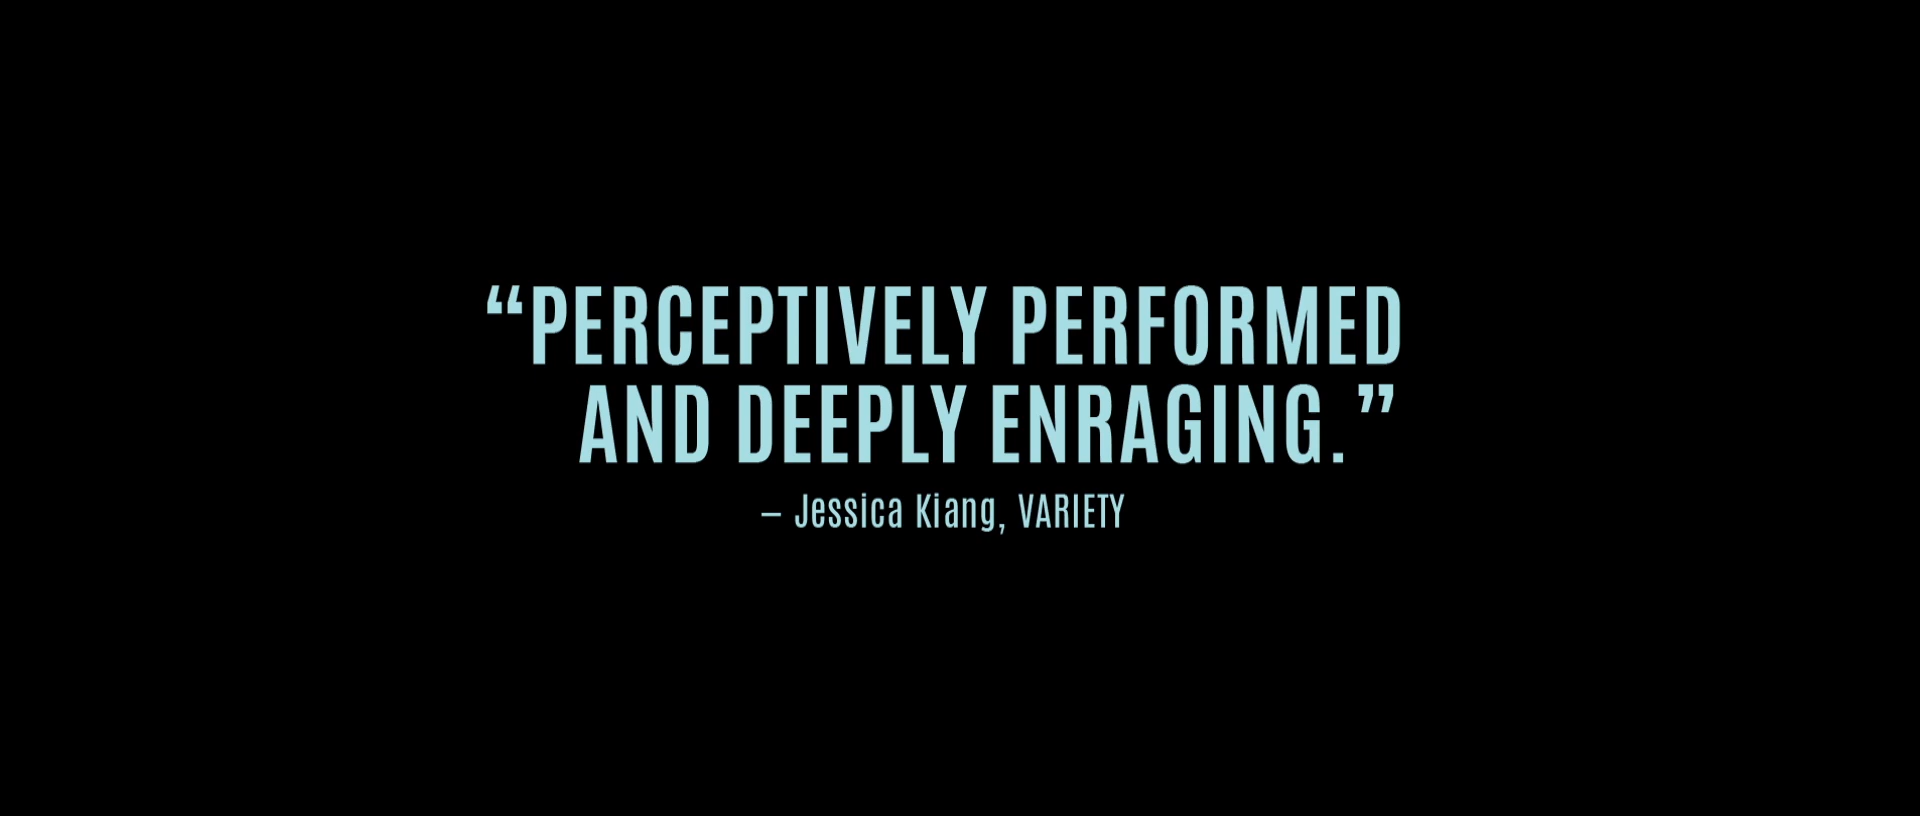 “PERCEPTIVELY PERFORMED
AND DEEPLY ENRAGING.”
– Jessica Kiang, VARIETY